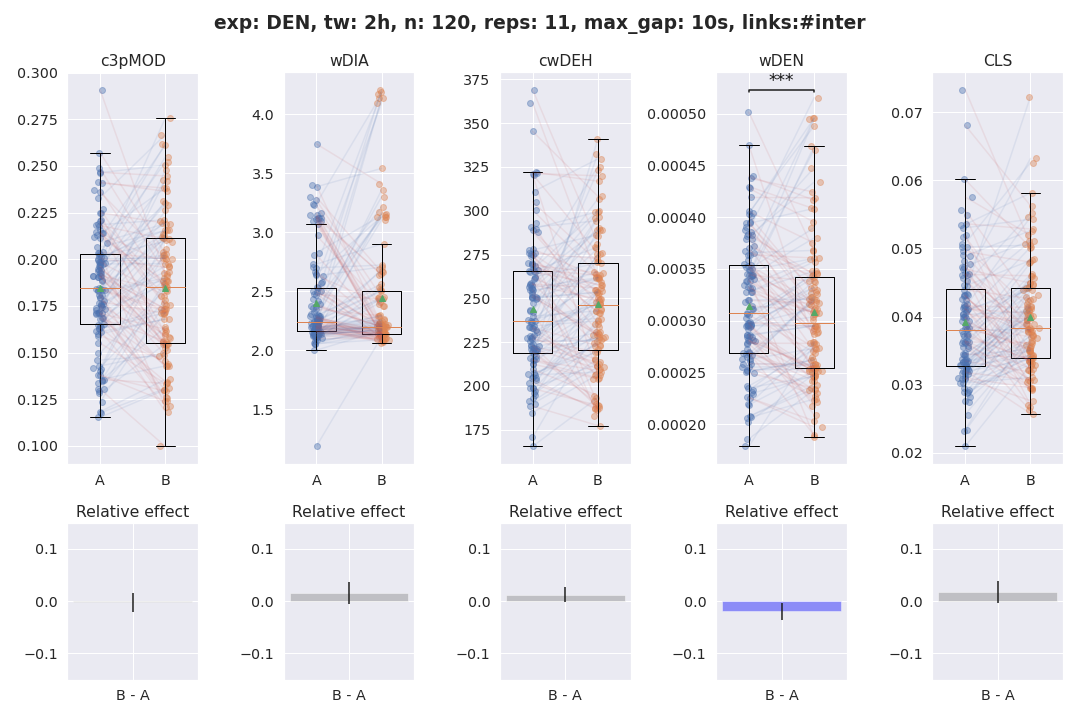 exp: DEN, tw: 2h, n: 120, reps: 11, max_gap: 10s, links:#inter
c3pMOD
0.300
0.275
0.250
0.225
0.200
0.175
0.150
0.125
0.100
A B
wDIA
4.0
3.5
3.0
2.5
2.0
1.5
A B
cwDEH
375
350
325
300
275
250
225
200
175
A B
wDEN
***
0.00050
0.00045
0.00040
0.00035
0.00030
0.00025
0.00020
A B
CLS
0.07
0.06
0.05
0.04
0.03
0.02
A B
Relative effect
0.1
0.0
−0.1
B - A
Relative effect
0.1
0.0
−0.1
B - A
Relative effect
0.1
0.0
−0.1
B - A
Relative effect
0.1
0.0
−0.1
B - A
Relative effect
0.1
0.0
−0.1
B - A